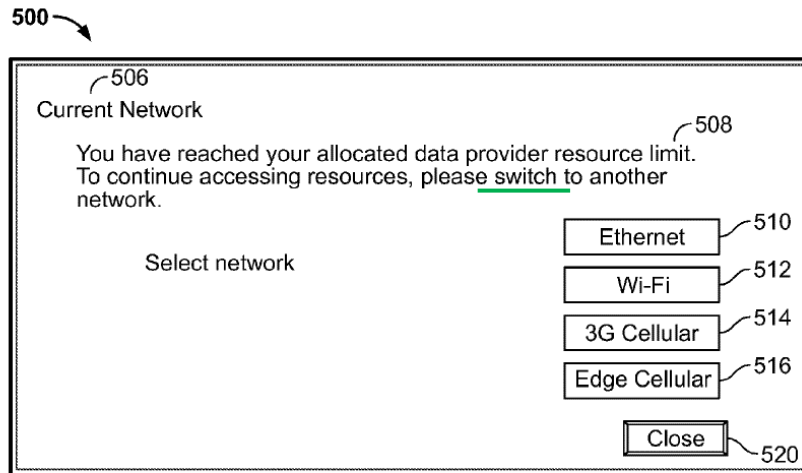 500
506
Current Network
508
You have reached your allocated data provider resource limit.
To continue accessing resources, please switch to another
network.
Select network
Ethernet 510
Wi-Fi 512
3G Cellular 514
Edge Cellular 516
Close 520